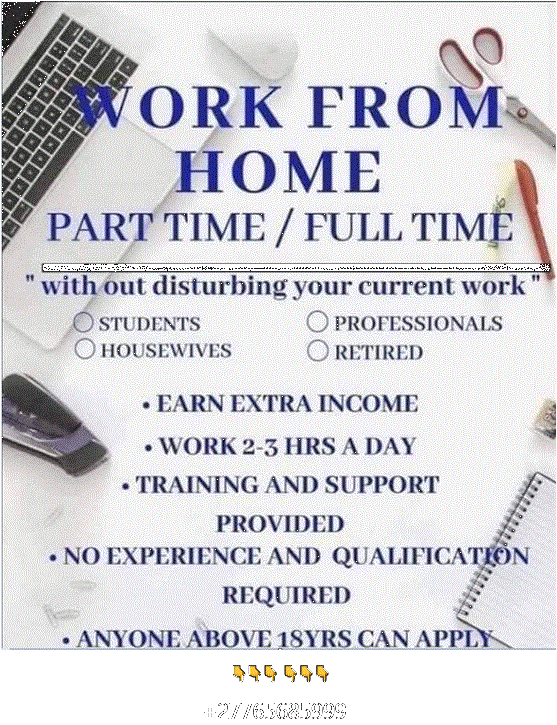 WORK FROM
HOME
PART TIME / FULL TIME
" with out disturbing your current work "
STUDENTS
PROFESSIONALS
HOUSEWIVES
RETIRED
• EARN EXTRA INCOME
• WORK 2-3 HRS A DAY
• TRAINING AND SUPPORT
PROVIDED
• NO EXPERIENCE AND QUALIFICATION
REQUIRED
• ANYONE ABOVE 18YRS CAN APPLY
👇👇👇👇👇👇